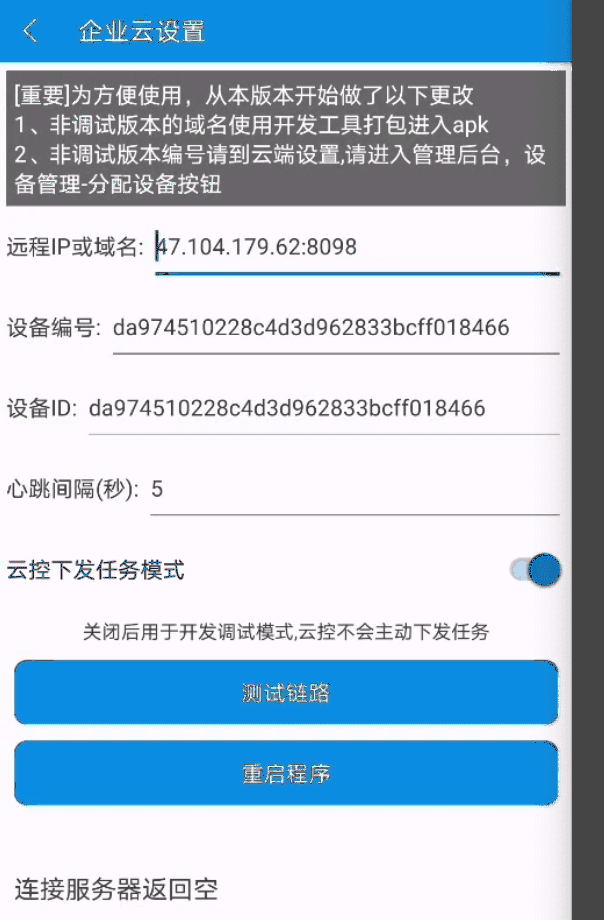 企业云设置
[重要]为方便使用，从本版本开始做了以下更改
1、非调试版本的域名使用开发工具打包进入apk
2、非调试版本编号请到云端设置,请进入管理后台，设
备管理-分配设备按钮
远程IP或域名: 47.104.179.62:8098
设备编号: da974510228c4d3d962833bcff018466
设备ID: da974510228c4d3d962833bcff018466
心跳间隔(秒): 5
云控下发任务模式
关闭后用于开发调试模式,云控不会主动下发任务
测试链路
重启程序
连接服务器返回空